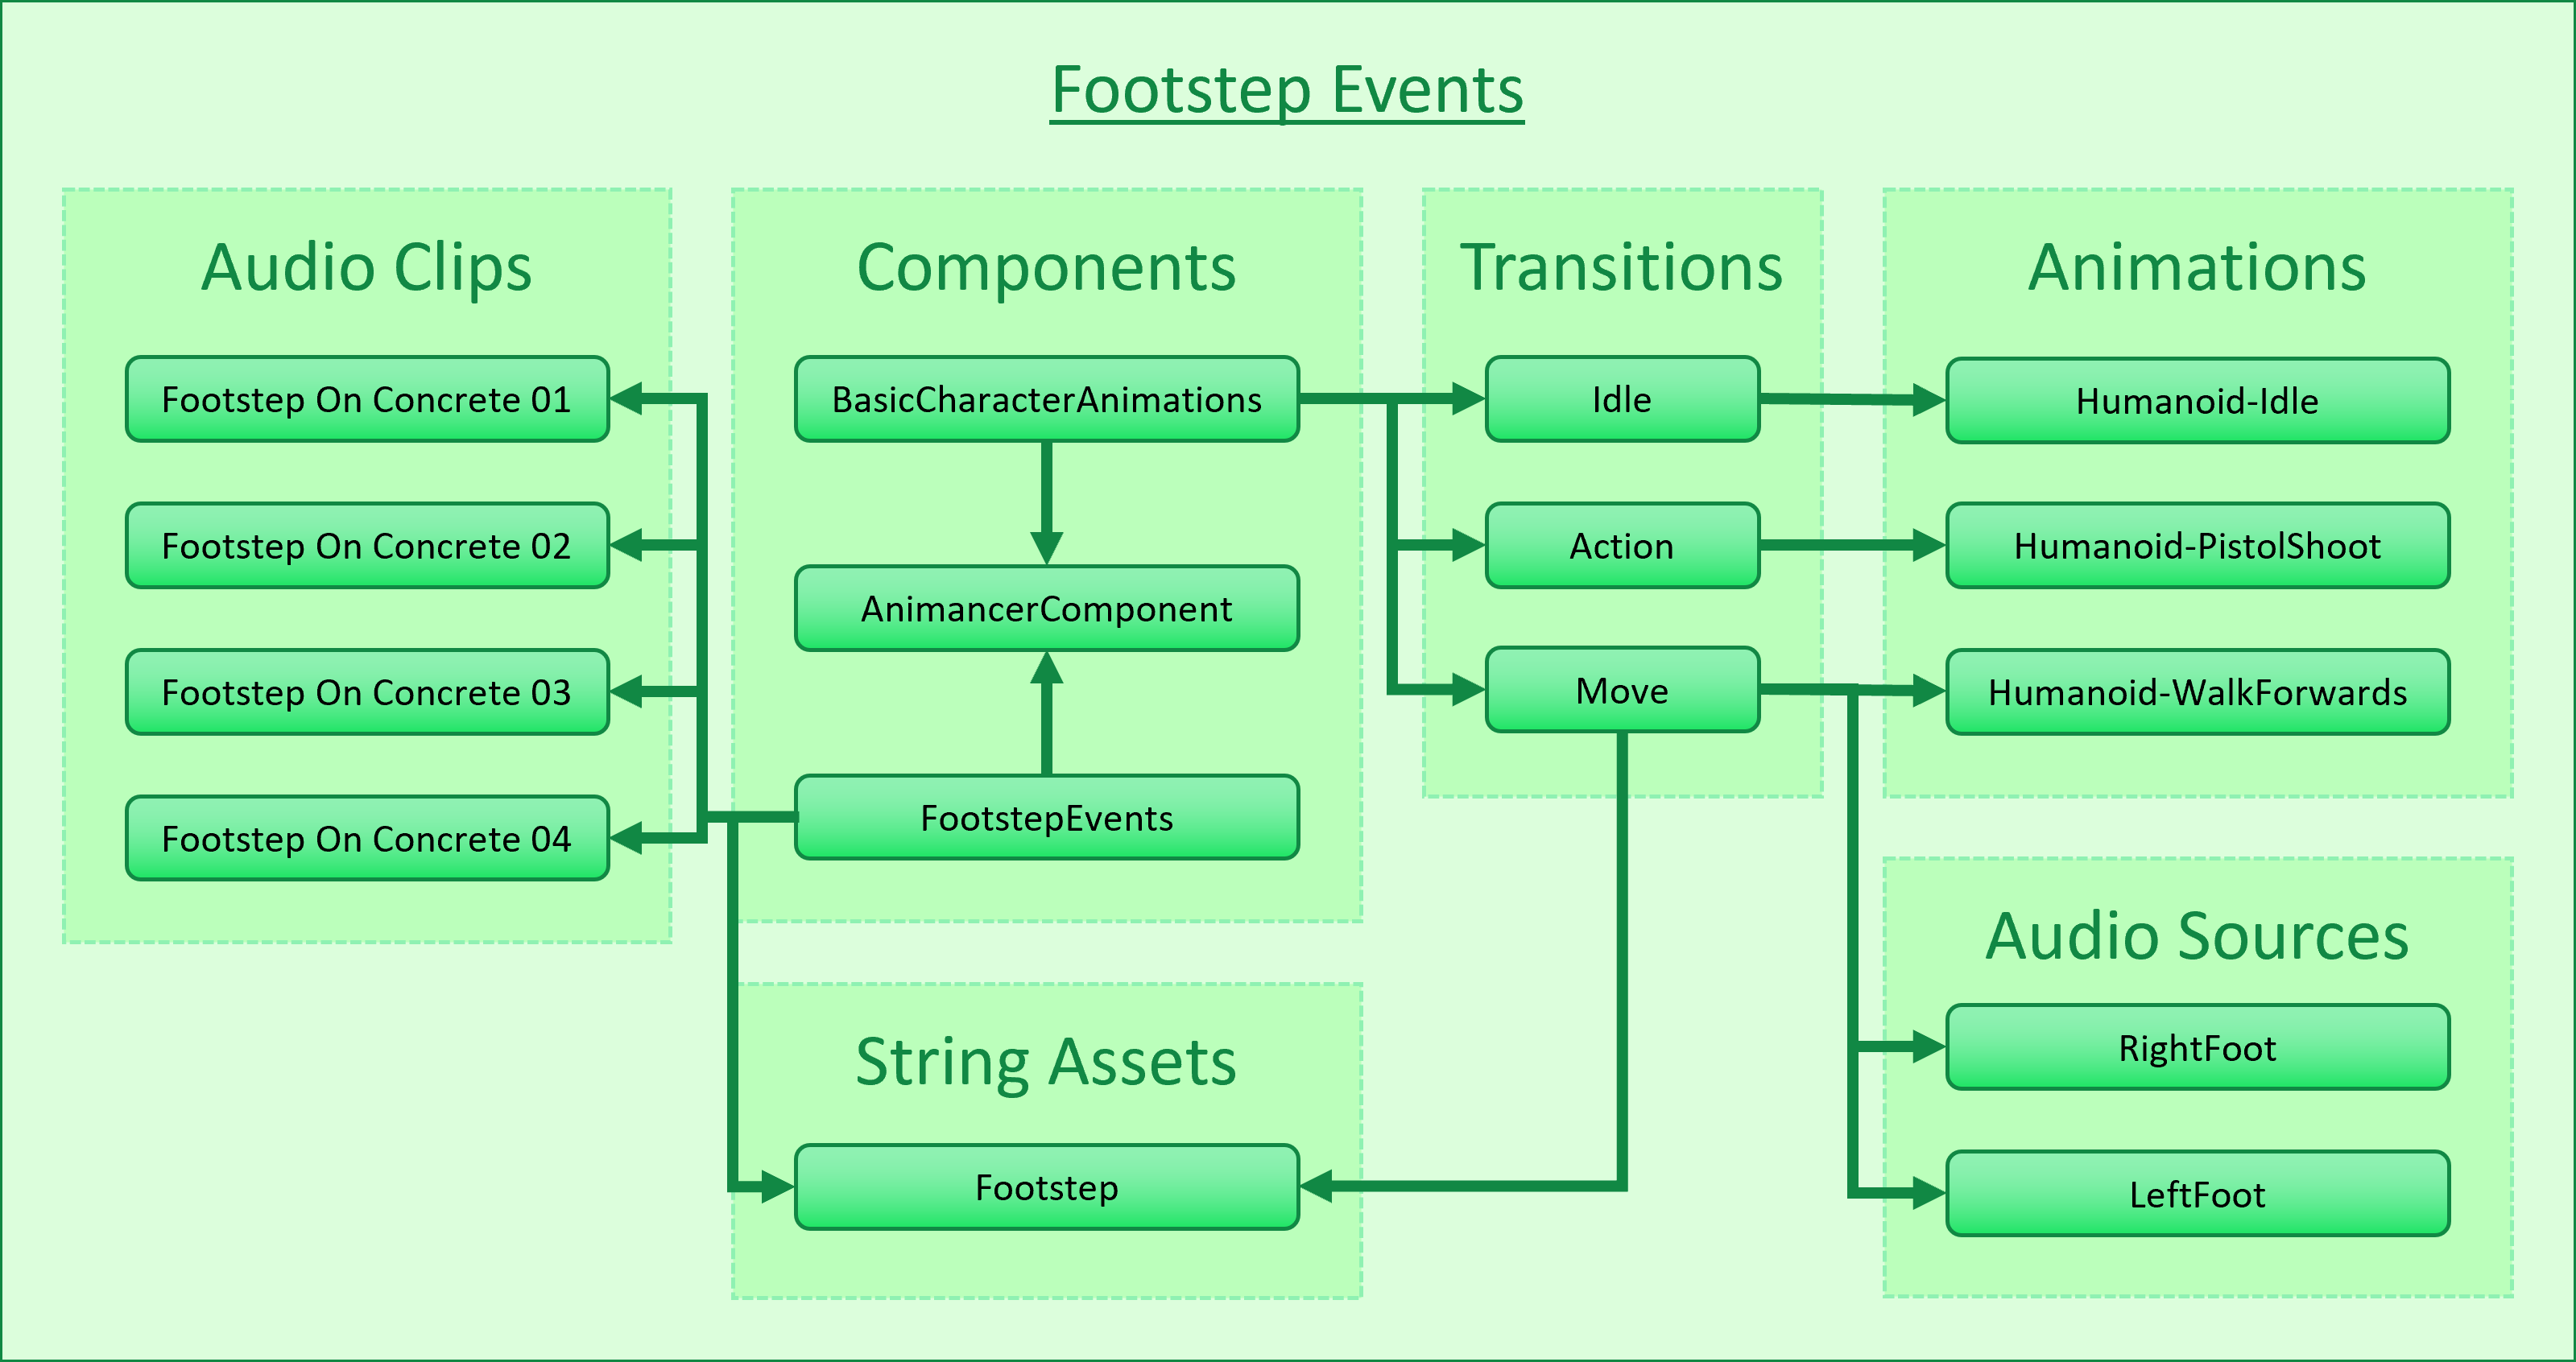 Footstep Events
Audio Clips
Footstep On Concrete 01
Footstep On Concrete 02
Footstep On Concrete 03
Footstep On Concrete 04
Components
BasicCharacterAnimations
AnimancerComponent
FootstepEvents
String Assets
Footstep
Transitions
Idle
Action
Move
Animations
Humanoid-Idle
Humanoid-PistolShoot
Humanoid-WalkForwards
Audio Sources
RightFoot
LeftFoot